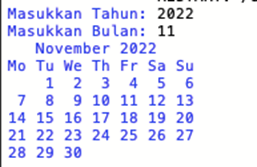 Masukkan Tahun: 2022
Masukkan Bulan: 11
   November 2022
Mo Tu We Th Fr Sa Su
    1  2  3  4  5  6
 7  8  9 10 11 12 13
14 15 16 17 18 19 20
21 22 23 24 25 26 27
28 29 30